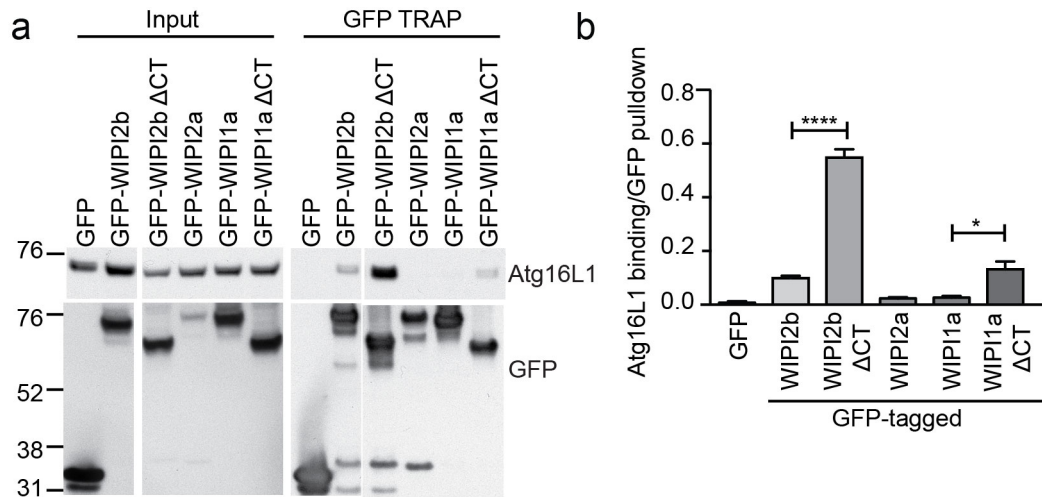 a
Input
GFP TRAP
GFP
GFP-WIPI2b
GFP-WIPI2b ΔCT
GFP-WIPI2a
GFP-WIPI1a
GFP-WIPI1a ΔCT
GFP
GFP-WIPI2b
GFP-WIPI2b ΔCT
GFP-WIPI2a
GFP-WIPI1a
GFP-WIPI1a ΔCT
76
Atg16L1
76
GFP
52
38
31
b
Atg16L1 binding/GFP pulldown
0.8
0.6
0.4
0.2
0.0
****
*
GFP
WIPI2b
WIPI2b ΔCT
WIPI2a
WIPI1a
WIPI1a ΔCT
GFP-tagged